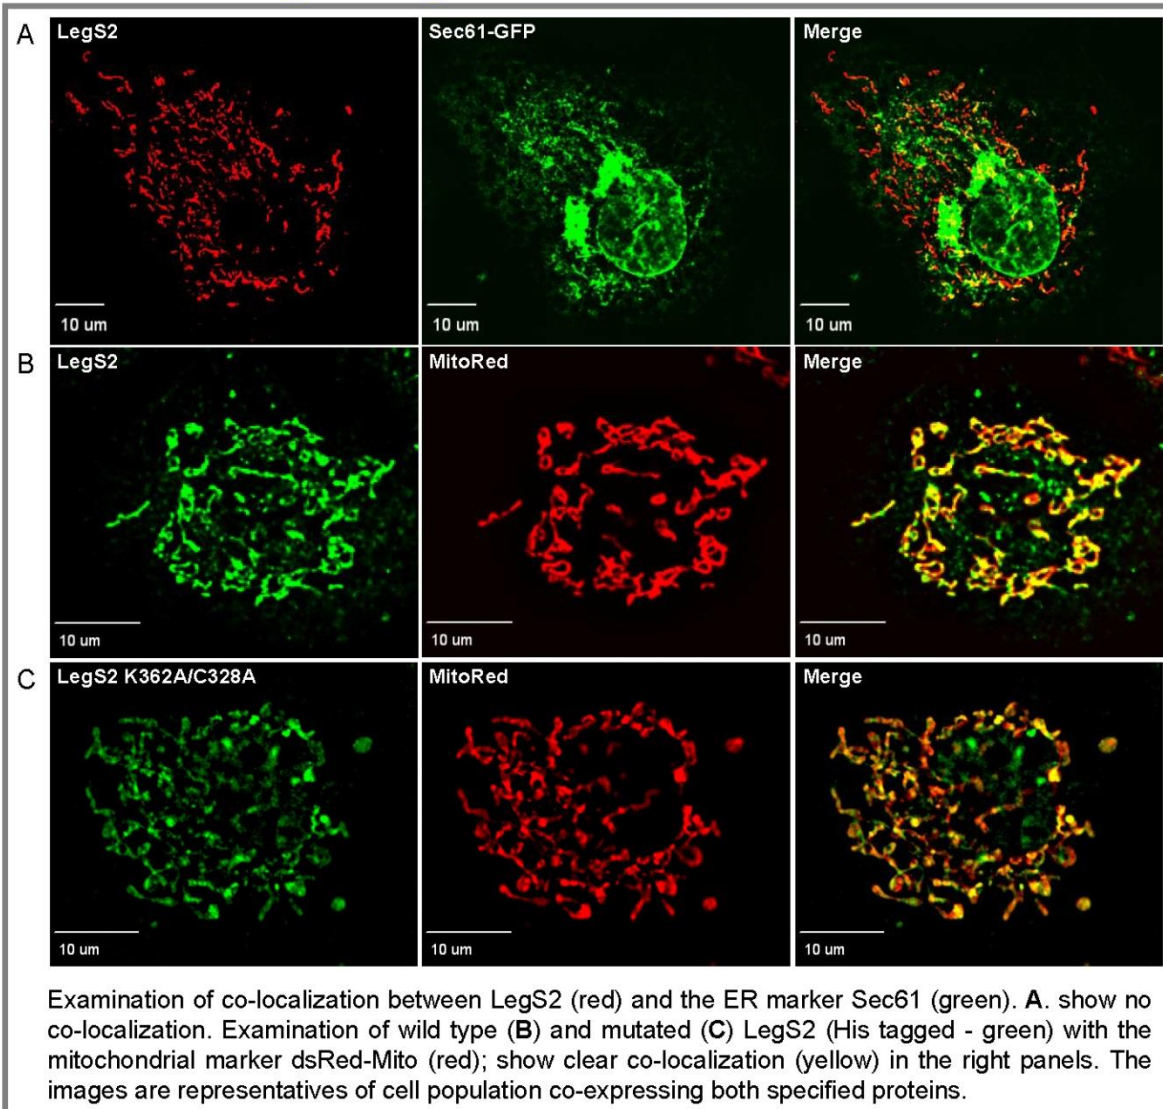 A
LegS2
Sec61-GFP
Merge
10 um
10 um
10 um
B
LegS2
MitoRed
Merge
10 um
10 um
10 um
C
LegS2 K362A/C328A
MitoRed
Merge
10 um
10 um
10 um
Examination of co-localization between LegS2 (red) and the ER marker Sec61 (green). A. show no
co-localization. Examination of wild type (B) and mutated (C) LegS2 (His tagged - green) with the
mitochondrial marker dsRed-Mito (red); show clear co-localization (yellow) in the right panels. The
images are representatives of cell population co-expressing both specified proteins.